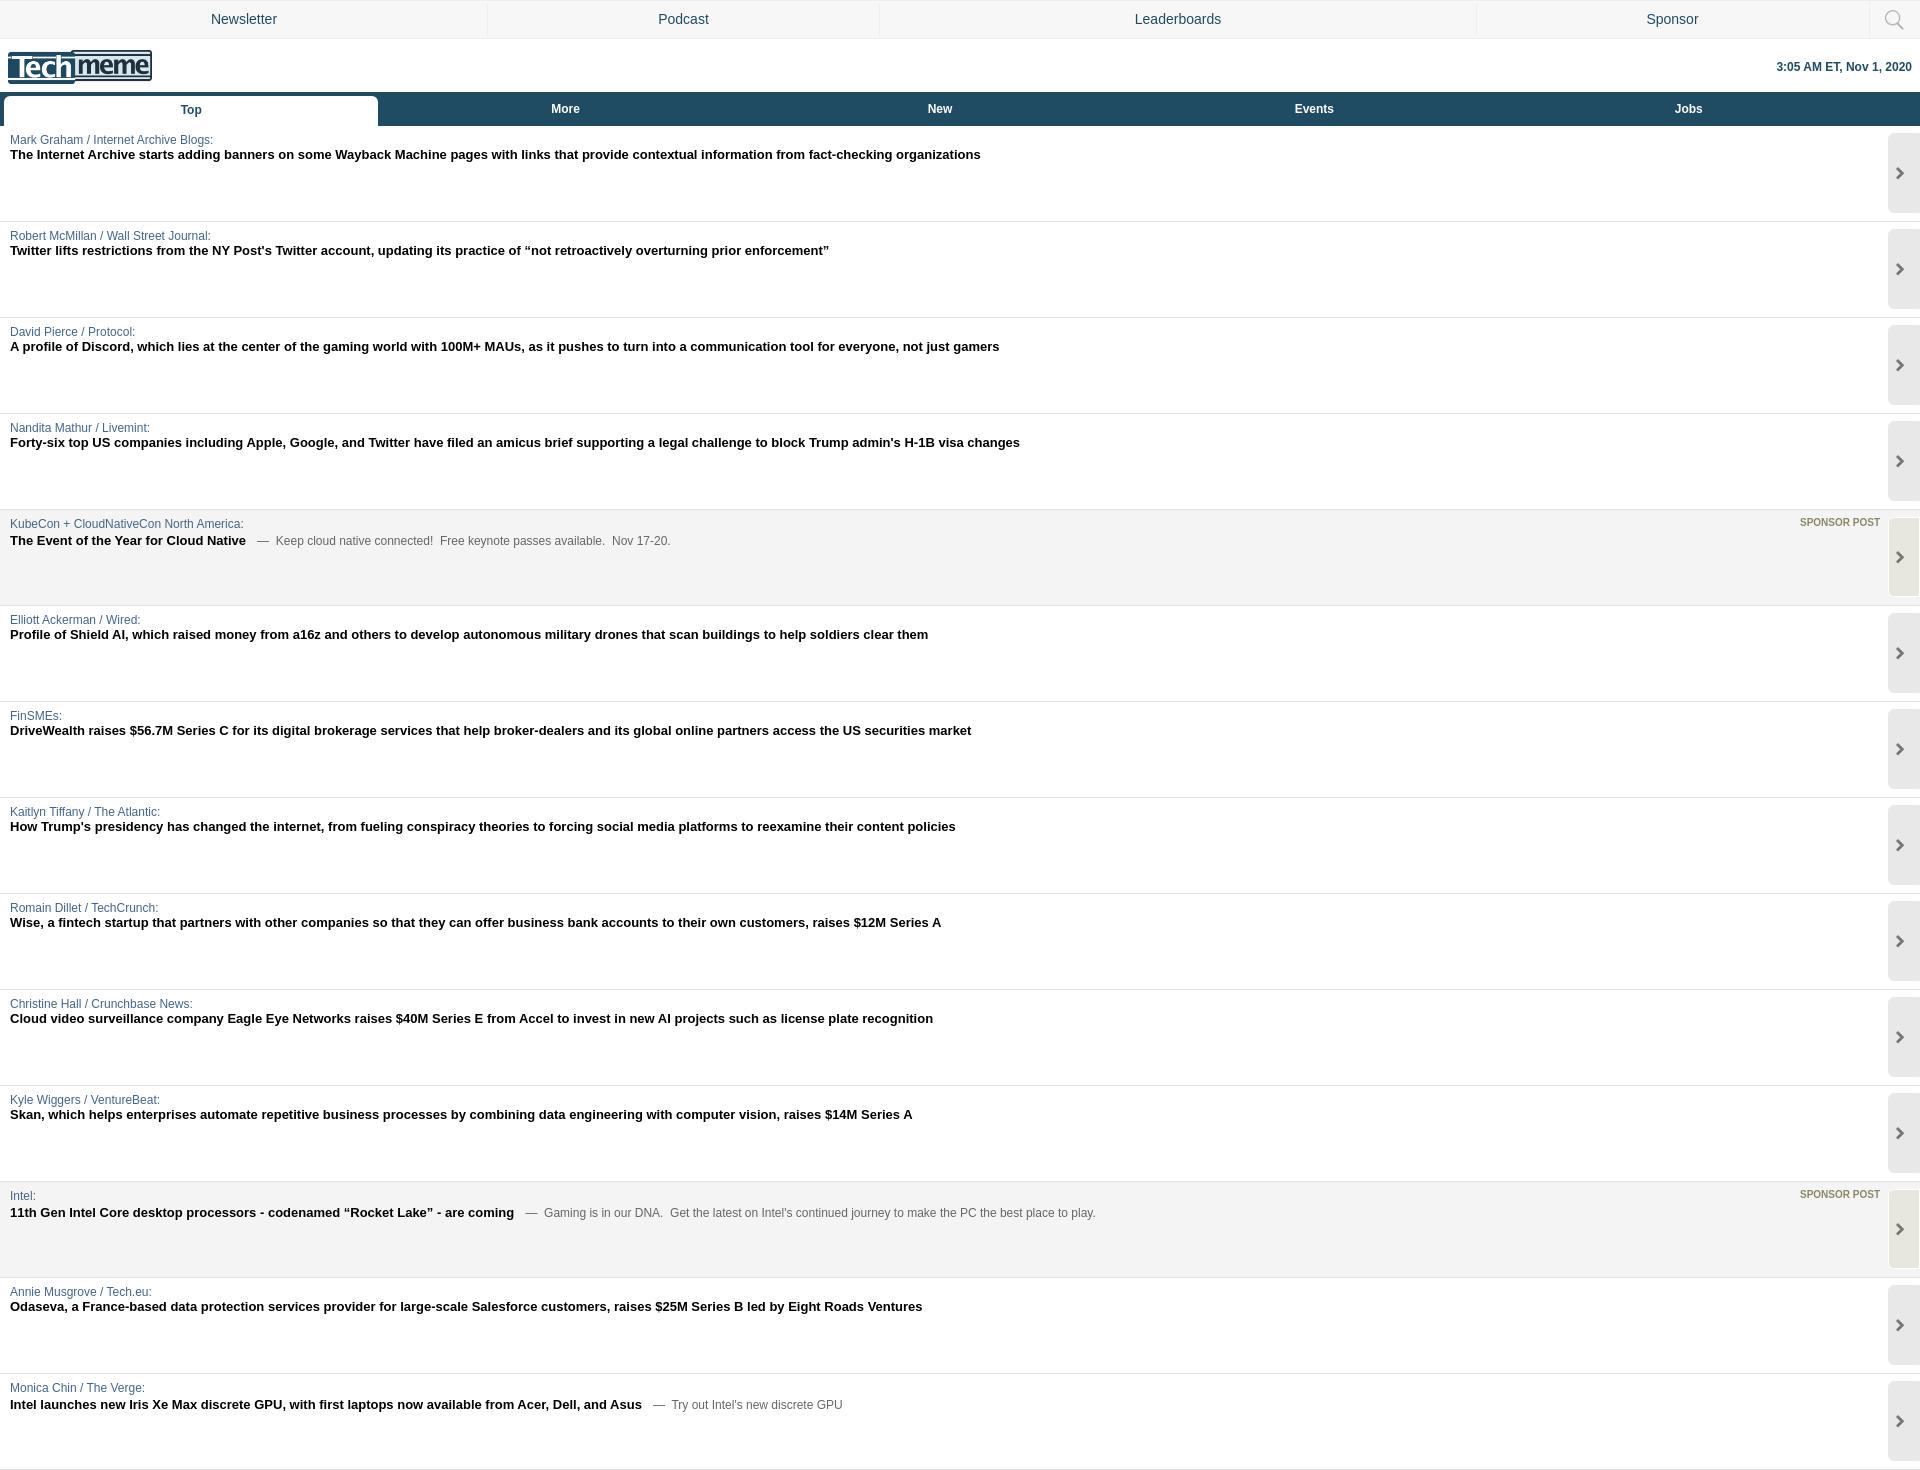 Newsletter
Podcast
Leaderboards
Sponsor
Techmeme
3:05 AM ET, Nov 1, 2020
Top
More
New
Events
Jobs
Mark Graham / Internet Archive Blogs:
The Internet Archive starts adding banners on some Wayback Machine pages with links that provide contextual information from fact-checking organizations
Robert McMillan / Wall Street Journal:
Twitter lifts restrictions from the NY Post's Twitter account, updating its practice of “not retroactively overturning prior enforcement”
David Pierce / Protocol:
A profile of Discord, which lies at the center of the gaming world with 100M+ MAUs, as it pushes to turn into a communication tool for everyone, not just gamers
Nandita Mathur / Livemint:
Forty-six top US companies including Apple, Google, and Twitter have filed an amicus brief supporting a legal challenge to block Trump admin's H-1B visa changes
KubeCon + CloudNativeCon North America:
SPONSOR POST
The Event of the Year for Cloud Native — Keep cloud native connected! Free keynote passes available. Nov 17-20.
Elliott Ackerman / Wired:
Profile of Shield AI, which raised money from a16z and others to develop autonomous military drones that scan buildings to help soldiers clear them
FinSMEs:
DriveWealth raises $56.7M Series C for its digital brokerage services that help broker-dealers and its global online partners access the US securities market
Kaitlyn Tiffany / The Atlantic:
How Trump's presidency has changed the internet, from fueling conspiracy theories to forcing social media platforms to reexamine their content policies
Romain Dillet / TechCrunch:
Wise, a fintech startup that partners with other companies so that they can offer business bank accounts to their own customers, raises $12M Series A
Christine Hall / Crunchbase News:
Cloud video surveillance company Eagle Eye Networks raises $40M Series E from Accel to invest in new AI projects such as license plate recognition
Kyle Wiggers / VentureBeat:
Skan, which helps enterprises automate repetitive business processes by combining data engineering with computer vision, raises $14M Series A
Intel:
SPONSOR POST
11th Gen Intel Core desktop processors - codenamed “Rocket Lake” - are coming — Gaming is in our DNA. Get the latest on Intel's continued journey to make the PC the best place to play.
Annie Musgrove / Tech.eu:
Odaseva, a France-based data protection services provider for large-scale Salesforce customers, raises $25M Series B led by Eight Roads Ventures
Monica Chin / The Verge:
Intel launches new Iris Xe Max discrete GPU, with first laptops now available from Acer, Dell, and Asus — Try out Intel's new discrete GPU